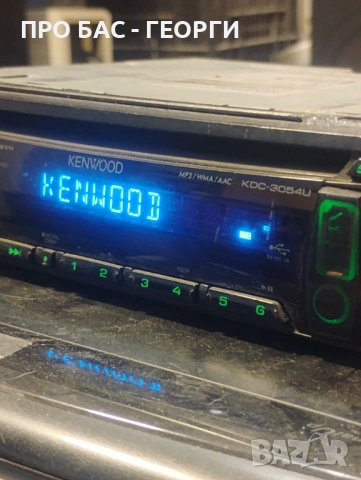 ПРО БАС - ГЕОРГИ
KENWOOD
MP3/WMA/AAC
KDC-3054U
KENWOOD
1 2 3 4 5 6
BAZAR